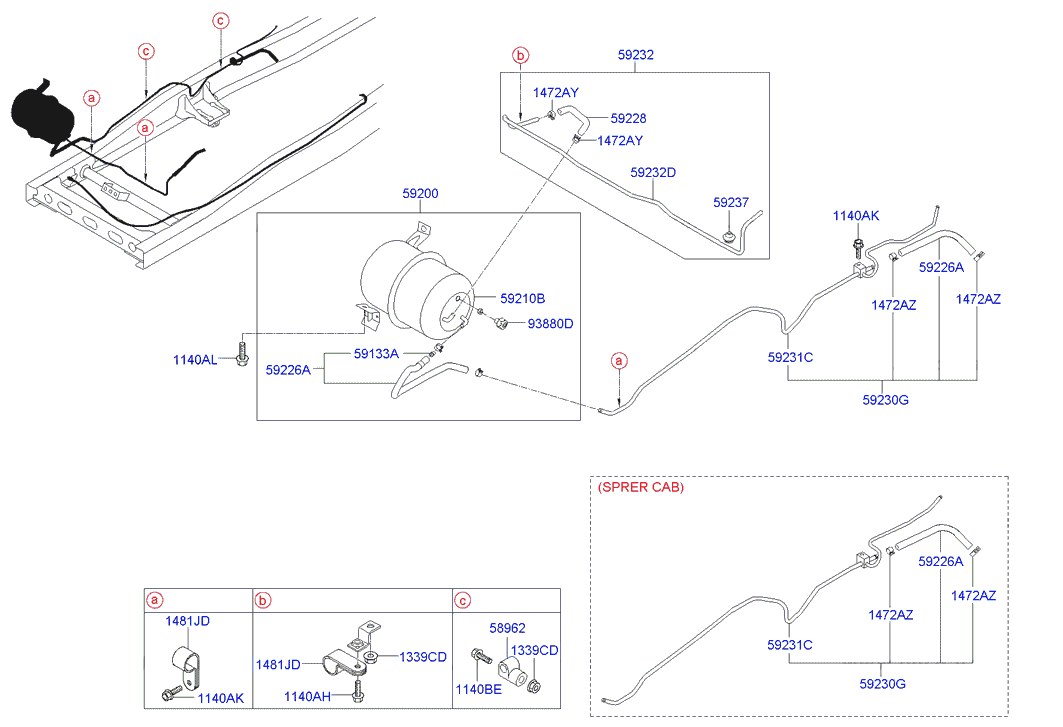 c
c
a
a
b
59232
1472AY
59228
1472AY
59232D
59237
59200
1140AK
59226A
1472AZ
1472AZ
59210B
93880D
1140AL
59133A
59226A
59231C
a
59230G
(SPRER CAB)
59226A
1472AZ
1472AZ
59231C
59230G
a
b
c
1481JD
1140AK
1481JD
1339CD
1140AH
58962
1339CD
1140BE